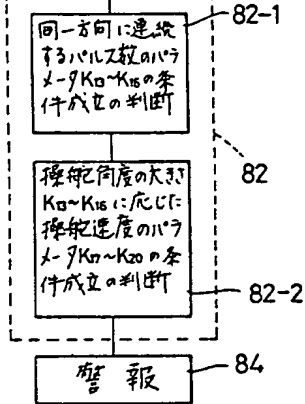 82-1
同一方向に連続
するパルス数のパラ
メータK13~K16の条
件成立の判断
82
操舵角度の大きさ
K13~K16に応じた
操舵速度のパラ
メータK17~K20の条
件成立の判断
82-2
警報
84